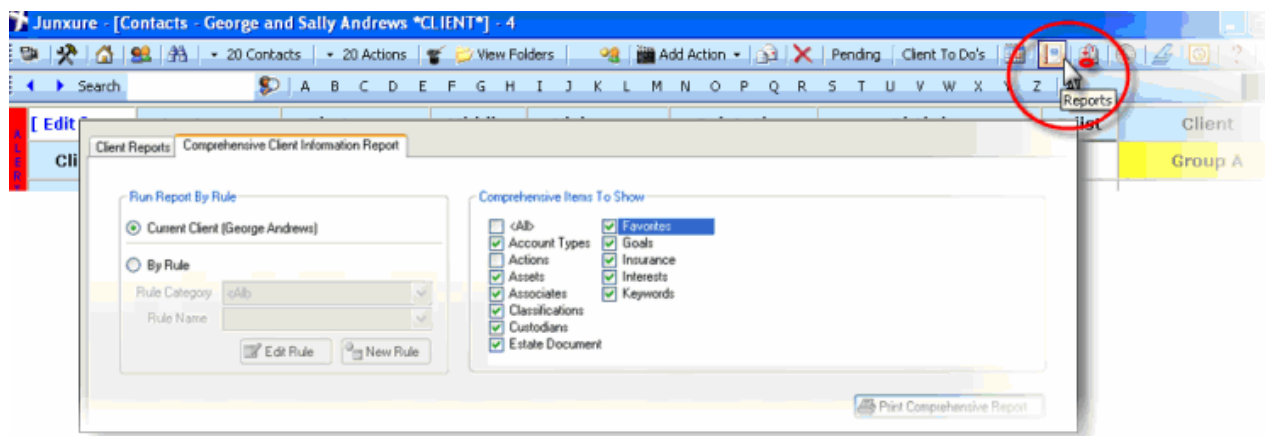 Junxure - [Contacts - George and Sally Andrews *CLIENT*] - 4
20 Contacts 20 Actions View Folders Add Action Pending Client To Do's
Search A B C D E F G H I J K L M N O P Q R S T U V W X Y Z All
Reports
[ Edit
list Client
ALER
Cli
Group A
Client Reports Comprehensive Client Information Report
Run Report By Rule
Comprehensive Items To Show
Current Client (George Andrews)
<All> Favorites
Account Types Goals
Actions Insurance
By Rule
Assets Interests
Rule Category <All>
Associates Keywords
Rule Name
Classifications
Custodians
Edit Rule New Rule
Estate Document
Print Comprehensive Report